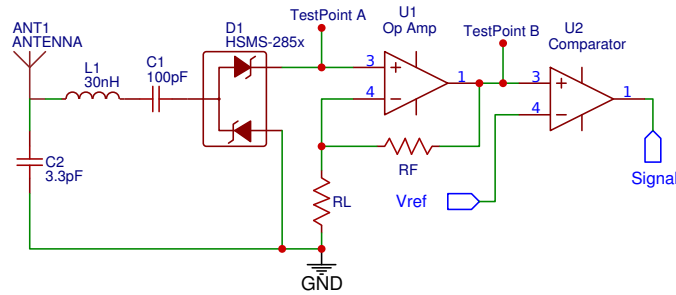 ANT1
ANTENNA
L1
30nH
C1
100pF
D1
HSMS-285x
TestPoint A
U1
Op Amp
TestPoint B
U2
Comparator
3
4
1
3
4
1
C2
3.3pF
RL
RF
Vref
Signal
GND